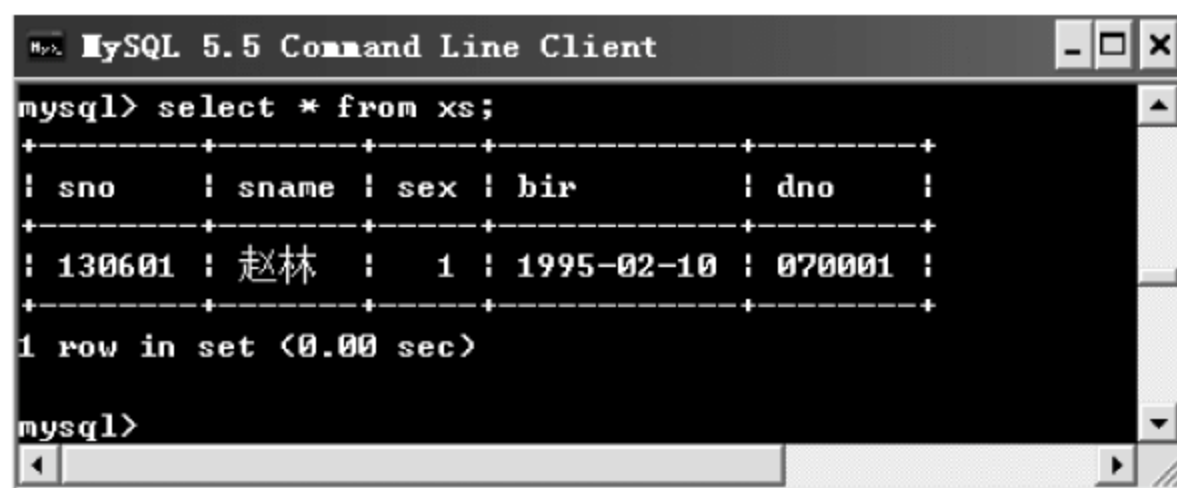 MySQL 5.5 Command Line Client
mysql> select * from xs;
+--------+-------+-----+------------+--------+
| sno    | sname | sex | bir        | dno    |
+--------+-------+-----+------------+--------+
| 130601 | 赵林  |   1 | 1995-02-10 | 070001 |
+--------+-------+-----+------------+--------+
1 row in set (0.00 sec)
mysql>